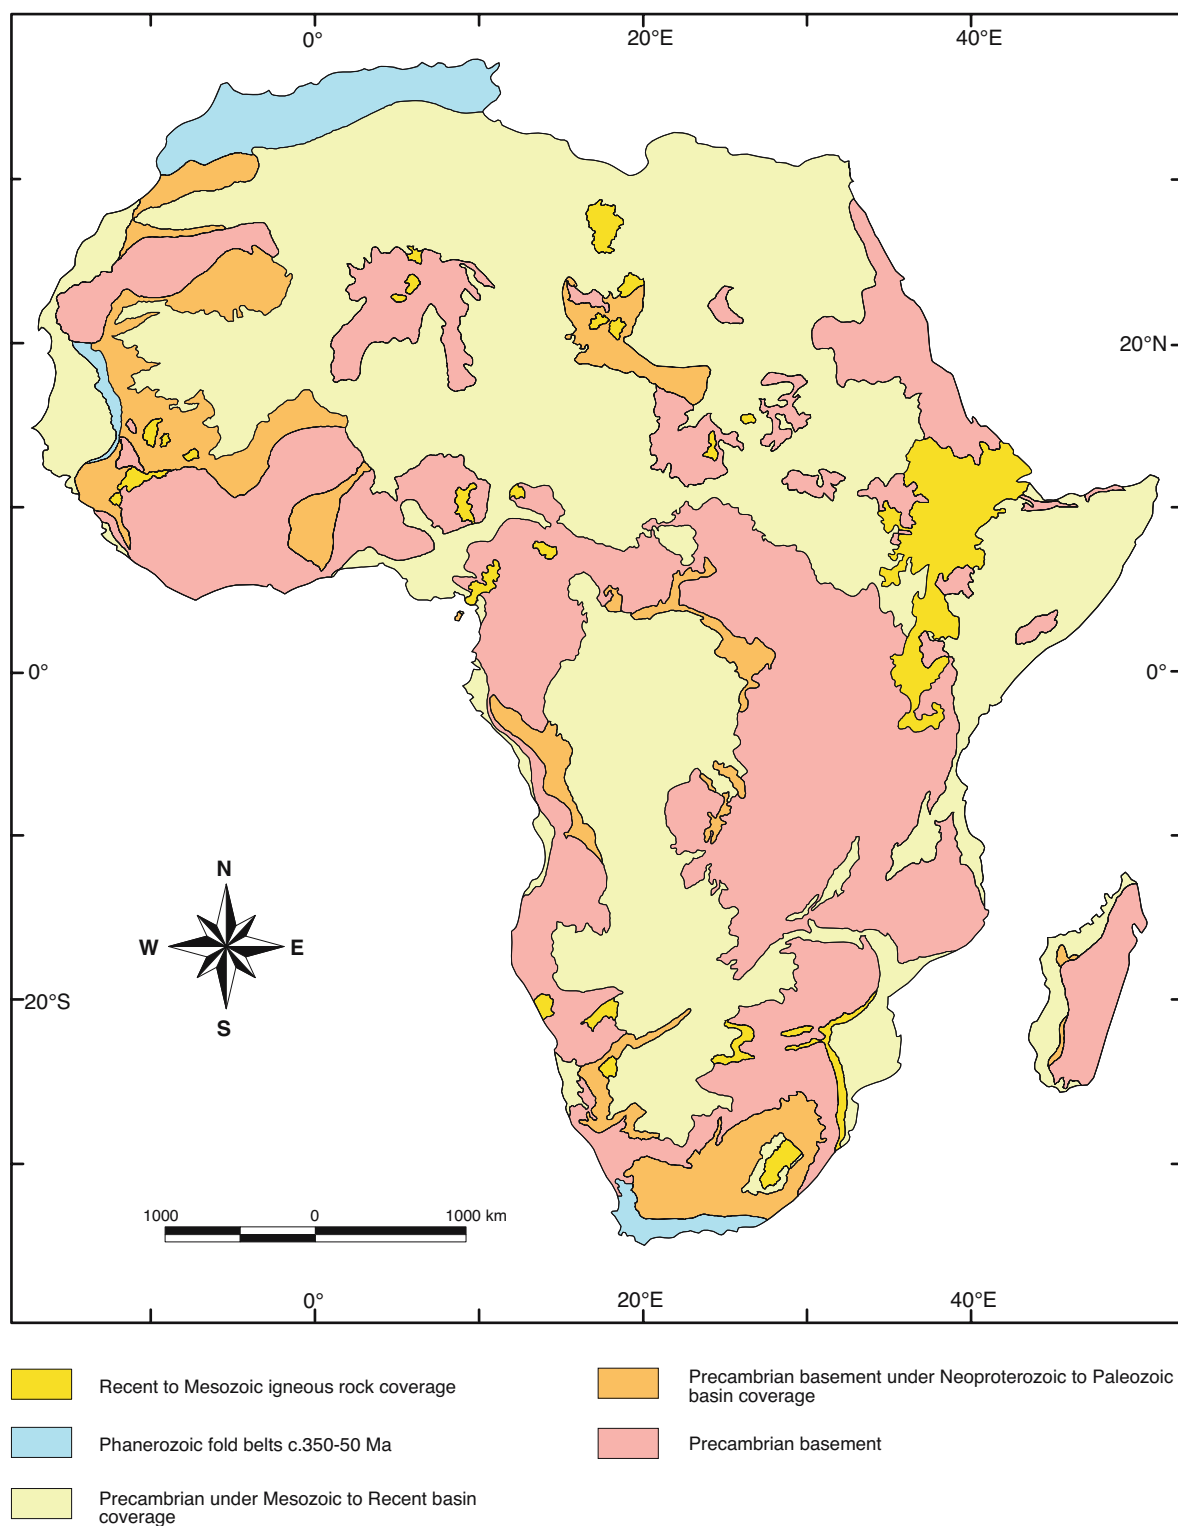 0°
20°E
40°E
20°N
0°
0°
N
W
E
S
20°S
1000
0
1000 km
0°
20°E
40°E
Recent to Mesozoic igneous rock coverage
Phanerozoic fold belts c.350-50 Ma
Precambrian under Mesozoic to Recent basin
coverage
Precambrian basement under Neoproterozoic to Paleozoic
basin coverage
Precambrian basement